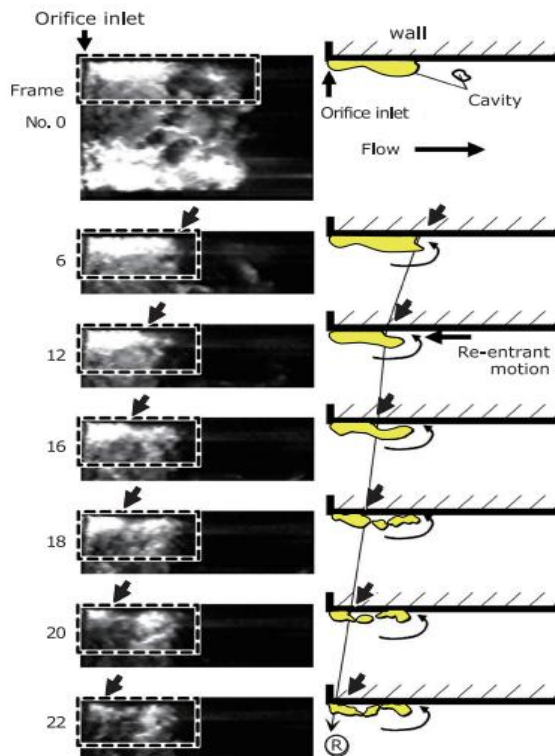 Orifice inlet
wall
Frame
No. 0
Cavity
Orifice inlet
Flow
6
12
Re-entrant
motion
16
18
20
22
R